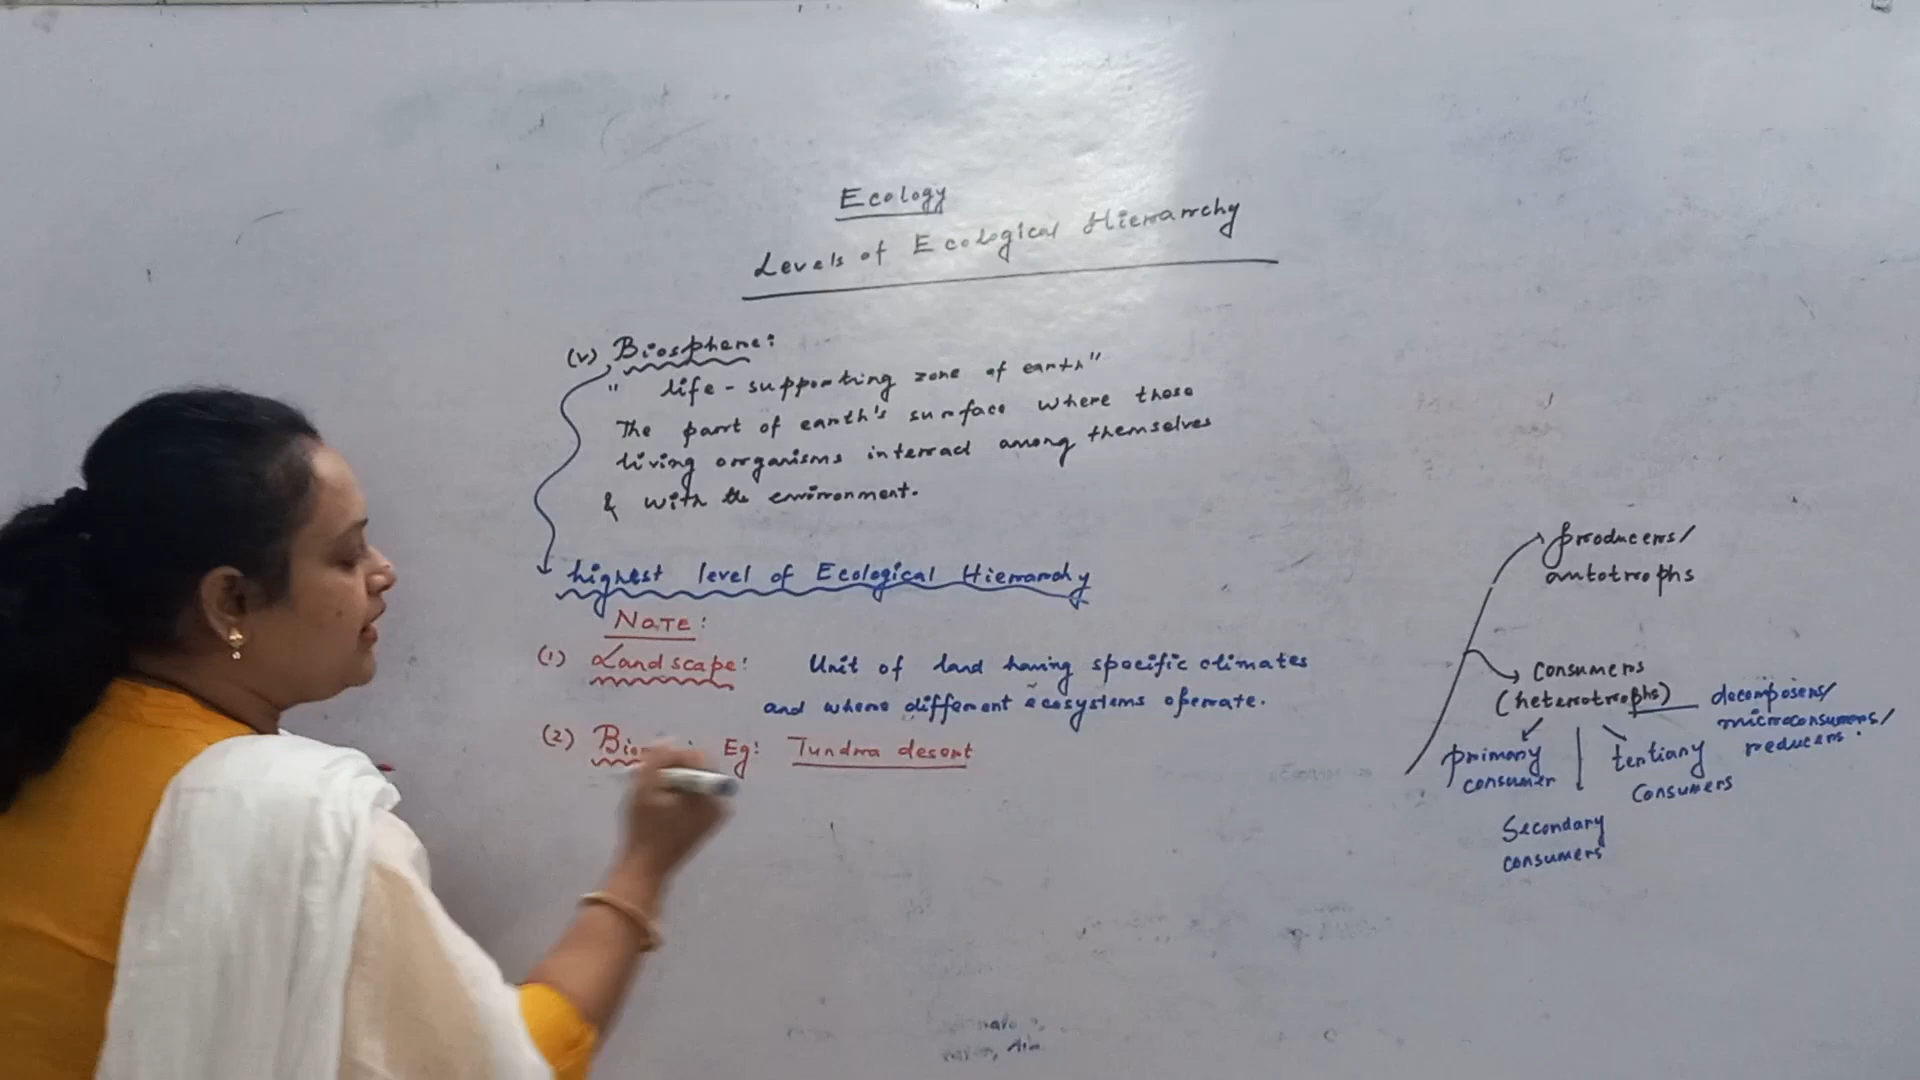 Ecology
Levels of Ecological Hierarchy
(v) Biosphere:
" life-supporting zone of earth"
The part of earth's surface where those
living organisms interract among themselves
& with the environment.
highest level of Ecological Hierarchy
NOTE:
(1) Landscape: Unit of land having specific climates
and where different ecosystems operate.
(2) Eg: Tundra desert
producers/
autotrophs
Consumers
(heterotrophs)
decomposers/
microconsumers/
reducers.
primary
consumer
tertiary
Consumers
Secondary
consumers